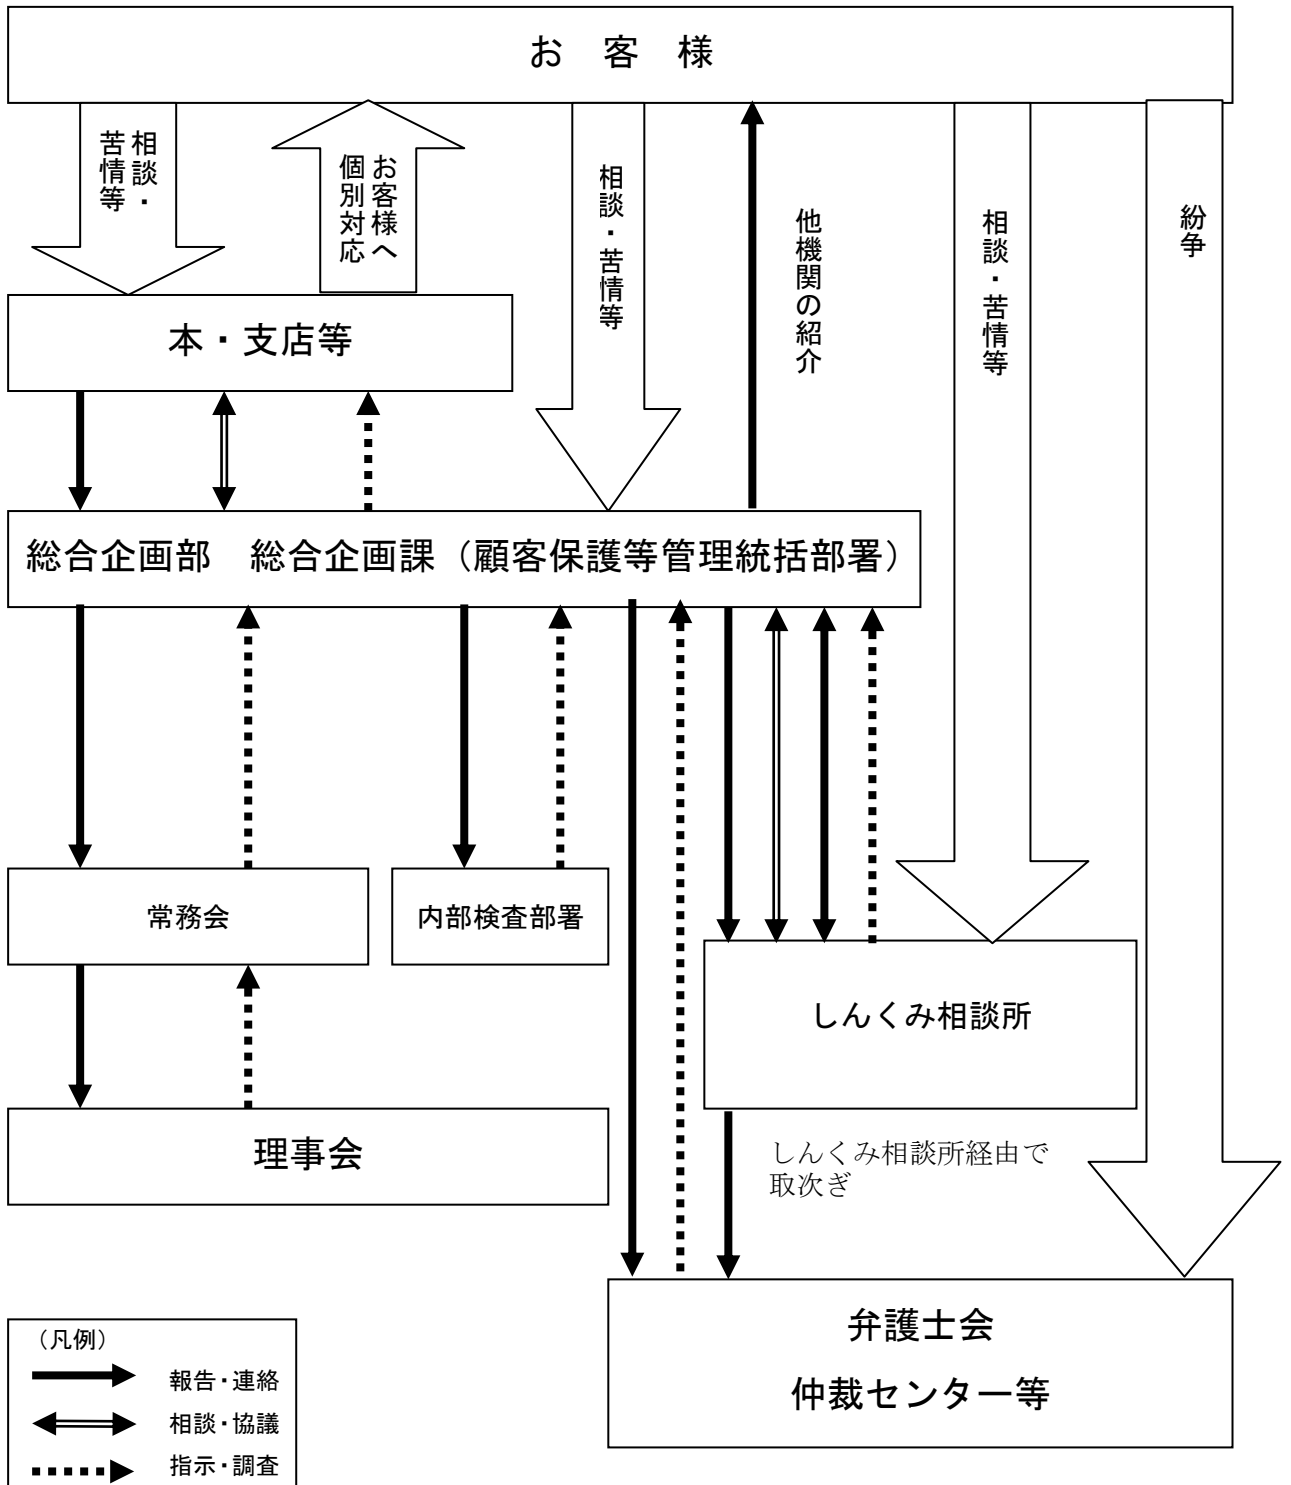 お　客　様
相談・
苦情等
お客様へ
個別対応
相談・苦情等
他機関の紹介
相談・苦情等
紛争
本・支店等
総合企画部　総合企画課（顧客保護等管理統括部署）
常務会
内部検査部署
しんくみ相談所
理事会
しんくみ相談所経由で
取次ぎ
弁護士会
仲裁センター等
（凡例）
報告・連絡
相談・協議
指示・調査